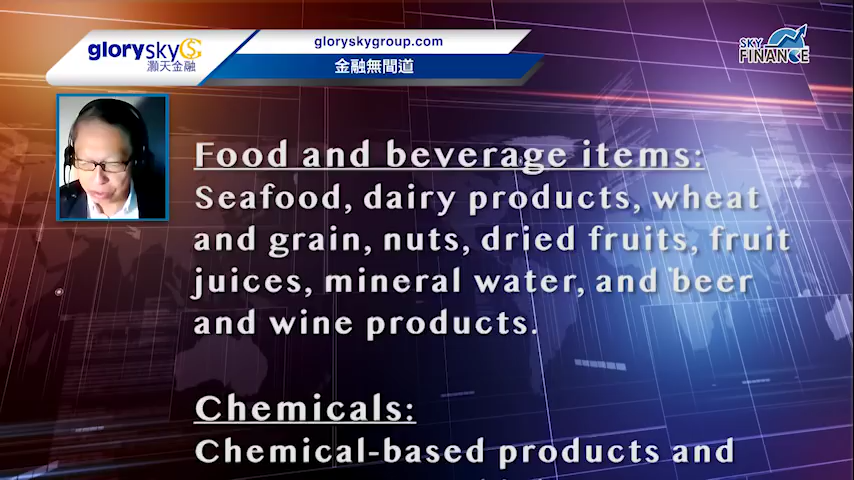 glorysky
灝天金融
gloryskygroup.com
金融無間道
SKY
FINANCE
Food and beverage items:
Seafood, dairy products, wheat
and grain, nuts, dried fruits, fruit
juices, mineral water, and beer
and wine products.
Chemicals:
Chemical-based products and